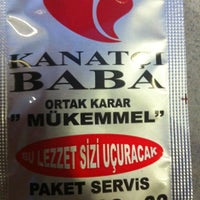 KANATÇI
BABA
ORTAK KARAR
" MÜKEMMEL"
BU LEZZET SİZİ UÇURACAK
PAKET SERVİS